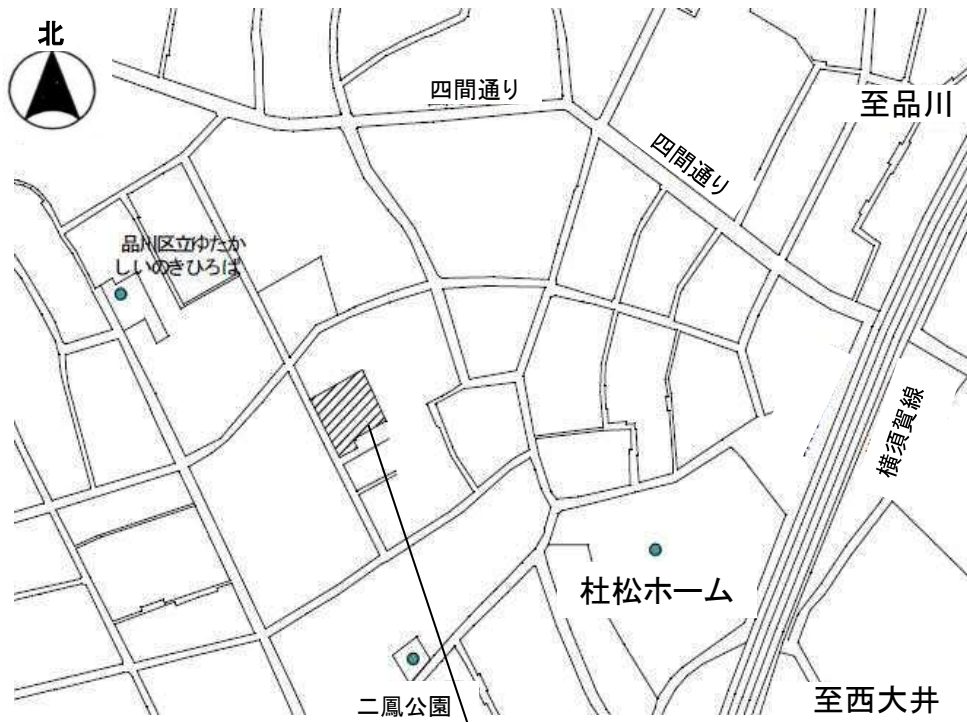 北
四間通り
至品川
四間通り
品川区立ゆたか
しいのきひろば
横須賀線
杜松ホーム
二鳳公園
至西大井